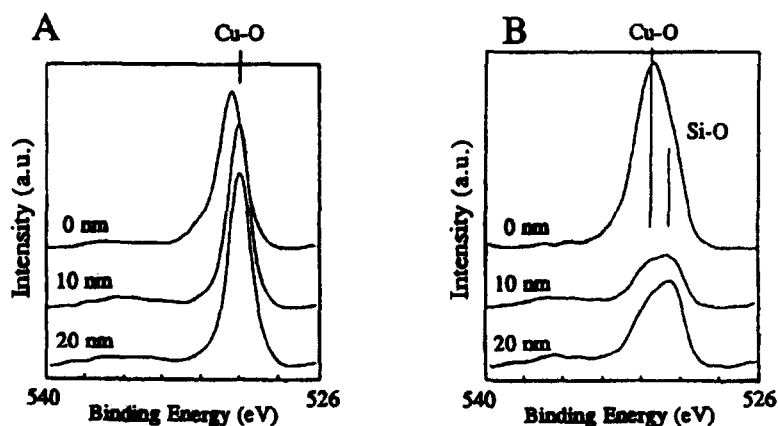 A
Cu-O
Intensity (a.u.)
0 nm
10 nm
20 nm
540
526
Binding Energy (eV)
B
Cu-O
Si-O
Intensity (a.u.)
0 nm
10 nm
20 nm
540
526
Binding Energy (eV)